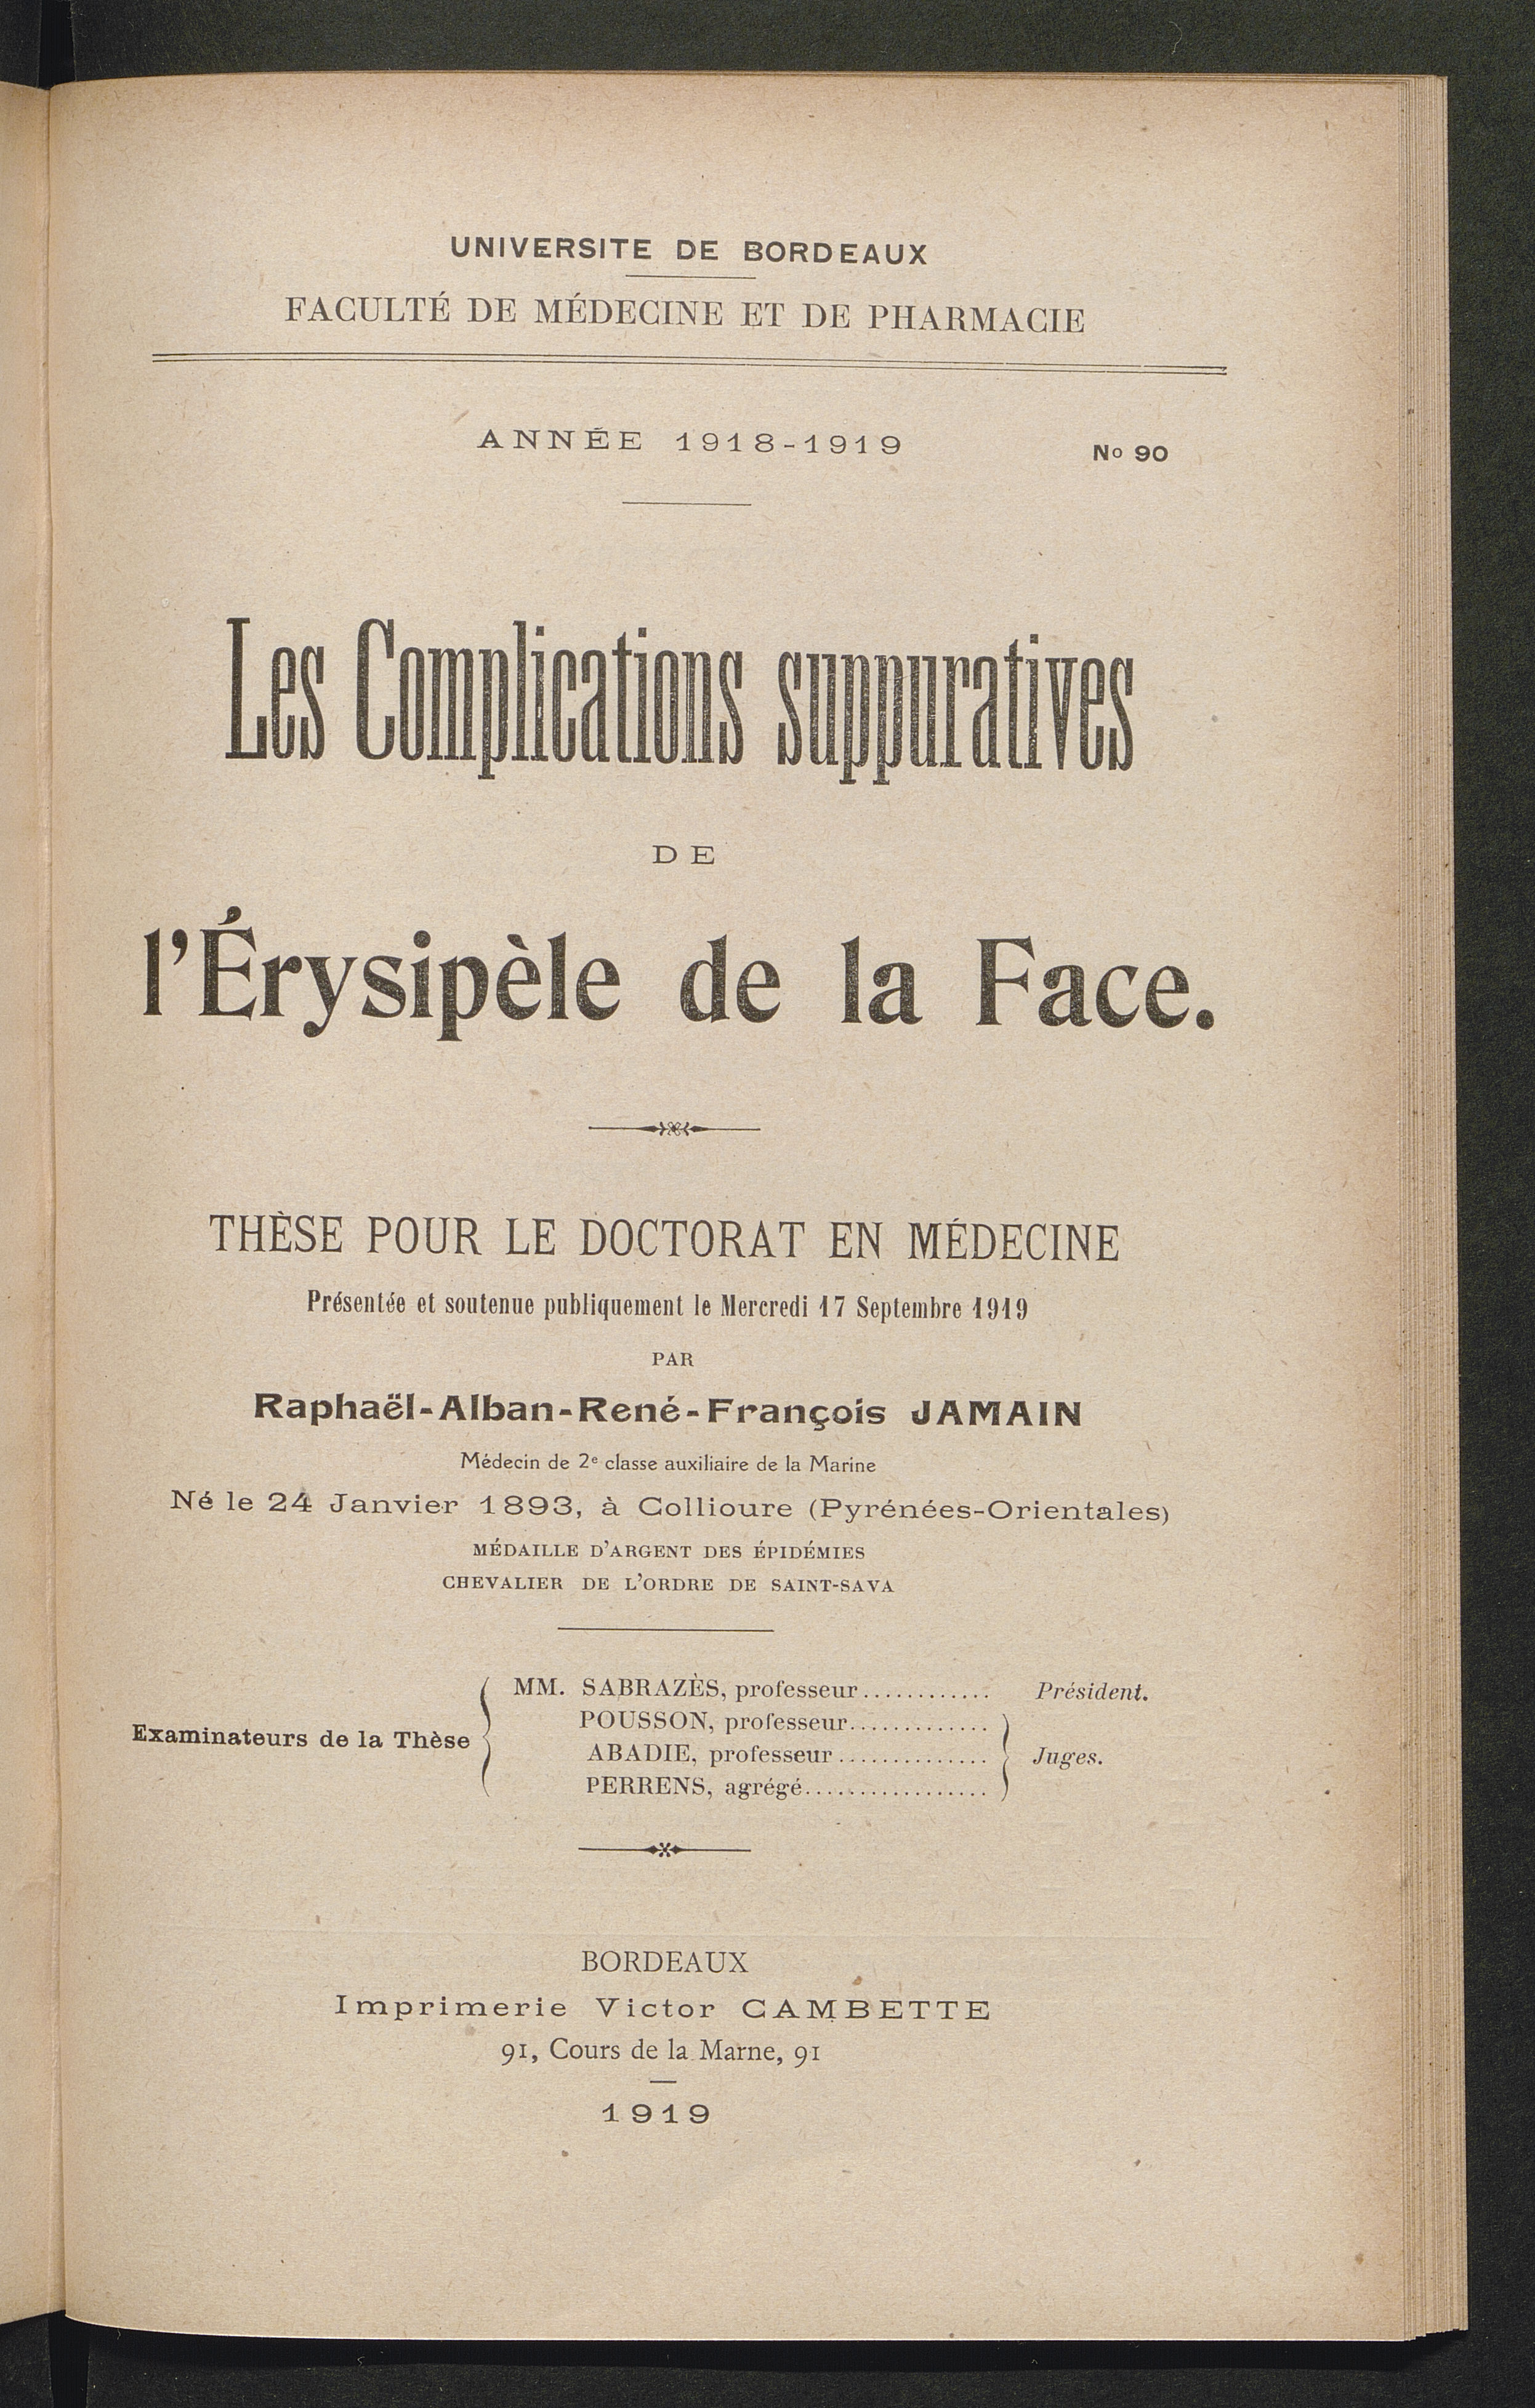 UNIVERSITE DE BORDEAUX
FACULTÉ DE MÉDECINE ET DE PHARMACIE
ANNÉE 1918-1919 No 90
Les Complications suppuratives
DE
l'Érysipèle de la Face.
THÈSE POUR LE DOCTORAT EN MÉDECINE
Présentée et soutenue publiquement le Mercredi 17 Septembre 1919
PAR
Raphaël-Alban-René-François JAMAIN
Médecin de 2e classe auxiliaire de la Marine
Né le 24 Janvier 1893, à Collioure (Pyrénées-Orientales)
MÉDAILLE D'ARGENT DES ÉPIDÉMIES
CHEVALIER DE L'ORDRE DE SAINT-SAVA
Examinateurs de la Thèse
MM. SABRAZÈS, professeur............ Président.
POUSSON, professeur.............
ABADIE, professeur.............. Juges.
PERRENS, agrégé.................
BORDEAUX
Imprimerie Victor CAMBETTE
91, Cours de la Marne, 91
1919